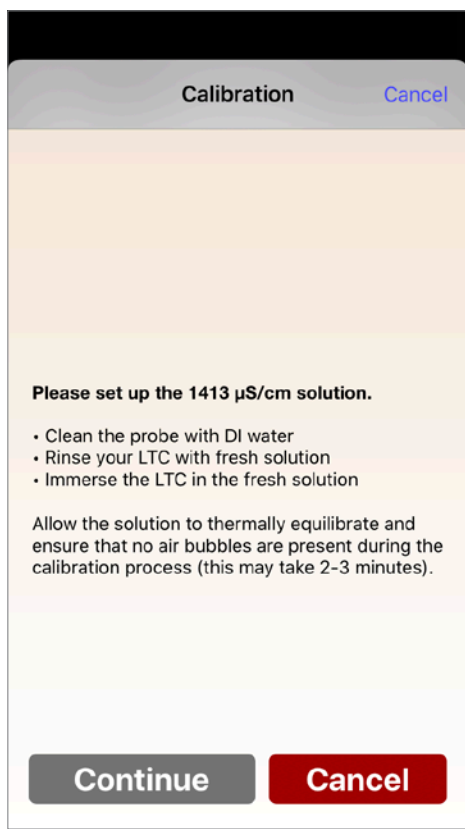 Calibration
Cancel
Please set up the 1413 µS/cm solution.
• Clean the probe with DI water
• Rinse your LTC with fresh solution
• Immerse the LTC in the fresh solution
Allow the solution to thermally equilibrate and
ensure that no air bubbles are present during the
calibration process (this may take 2-3 minutes).
Continue
Cancel